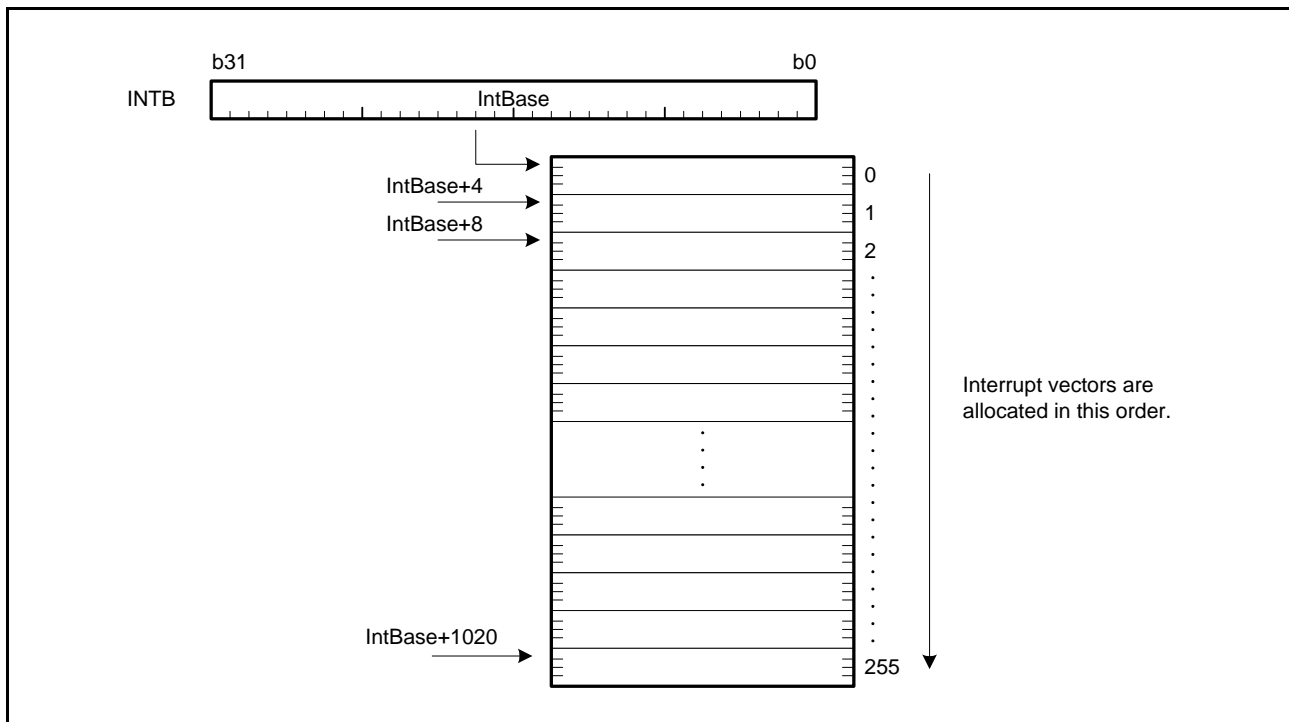 b31 b0
INTB IntBase
IntBase+4
IntBase+8
0
1
2
Interrupt vectors are
allocated in this order.
IntBase+1020
255